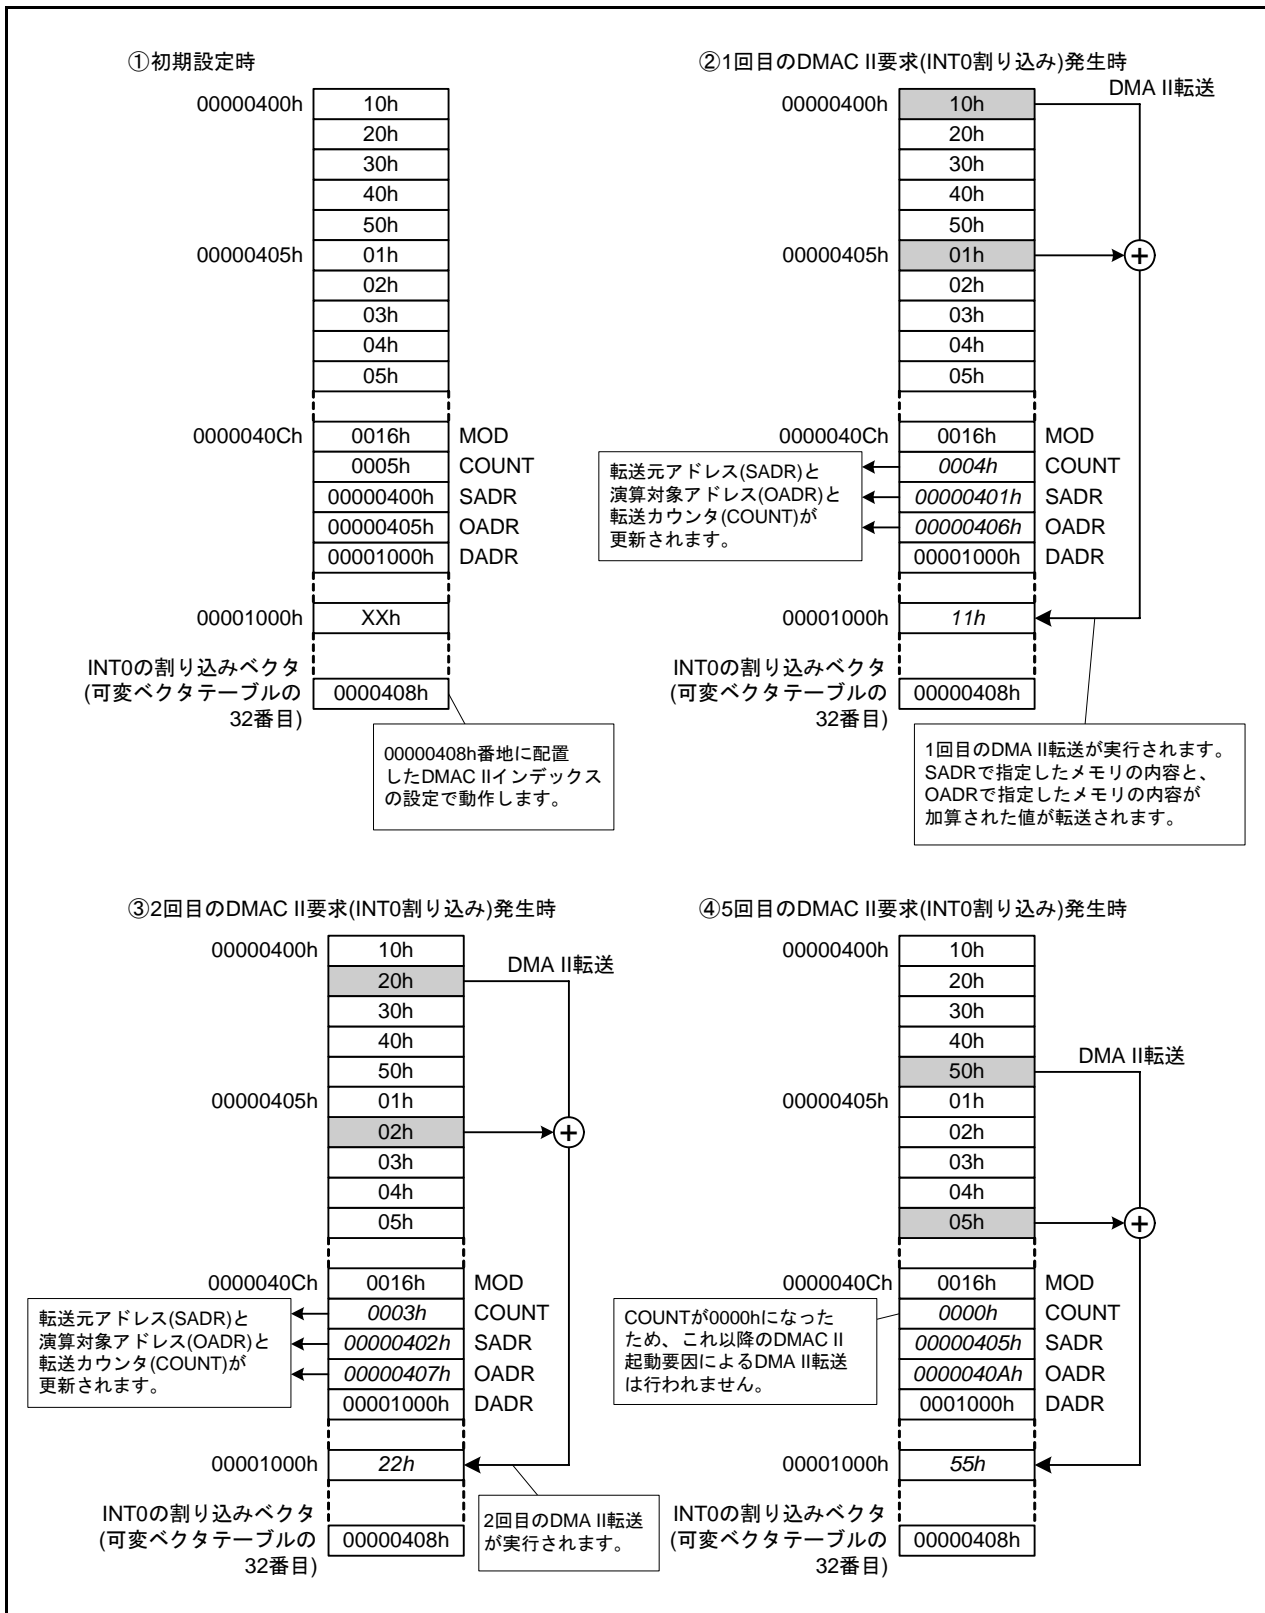 ①初期設定時
00000400h 10h
20h
30h
40h
50h
00000405h 01h
02h
03h
04h
05h
0000040Ch 0016h MOD
0005h COUNT
00000400h SADR
00000405h OADR
00001000h DADR
00001000h XXh
INT0の割り込みベクタ
(可変ベクタテーブルの
32番目)
0000408h
00000408h番地に配置
したDMAC IIインデックス
の設定で動作します。
②1回目のDMAC II要求(INT0割り込み)発生時
DMA II転送
00000400h 10h
20h
30h
40h
50h
00000405h 01h
+
02h
03h
04h
05h
0000040Ch 0016h MOD
0004h COUNT
00000401h SADR
00000406h OADR
00001000h DADR
転送元アドレス(SADR)と
演算対象アドレス(OADR)と
転送カウンタ(COUNT)が
更新されます。
00001000h 11h
INT0の割り込みベクタ
(可変ベクタテーブルの
32番目)
00000408h
1回目のDMA II転送が実行されます。
SADRで指定したメモリの内容と、
OADRで指定したメモリの内容が
加算された値が転送されます。
③2回目のDMAC II要求(INT0割り込み)発生時
00000400h 10h
DMA II転送
20h
30h
40h
50h
00000405h 01h
02h
+
03h
04h
05h
0000040Ch 0016h MOD
0003h COUNT
00000402h SADR
00000407h OADR
00001000h DADR
転送元アドレス(SADR)と
演算対象アドレス(OADR)と
転送カウンタ(COUNT)が
更新されます。
00001000h 22h
INT0の割り込みベクタ
(可変ベクタテーブルの
32番目)
00000408h
2回目のDMA II転送
が実行されます。
④5回目のDMAC II要求(INT0割り込み)発生時
00000400h 10h
20h
30h
40h
DMA II転送
50h
00000405h 01h
02h
03h
04h
05h
+
0000040Ch 0016h MOD
0000h COUNT
00000405h SADR
0000040Ah OADR
0001000h DADR
COUNTが0000hになった
ため、これ以降のDMAC II
起動要因によるDMA II転送
は行われません。
00001000h 55h
INT0の割り込みベクタ
(可変ベクタテーブルの
32番目)
00000408h